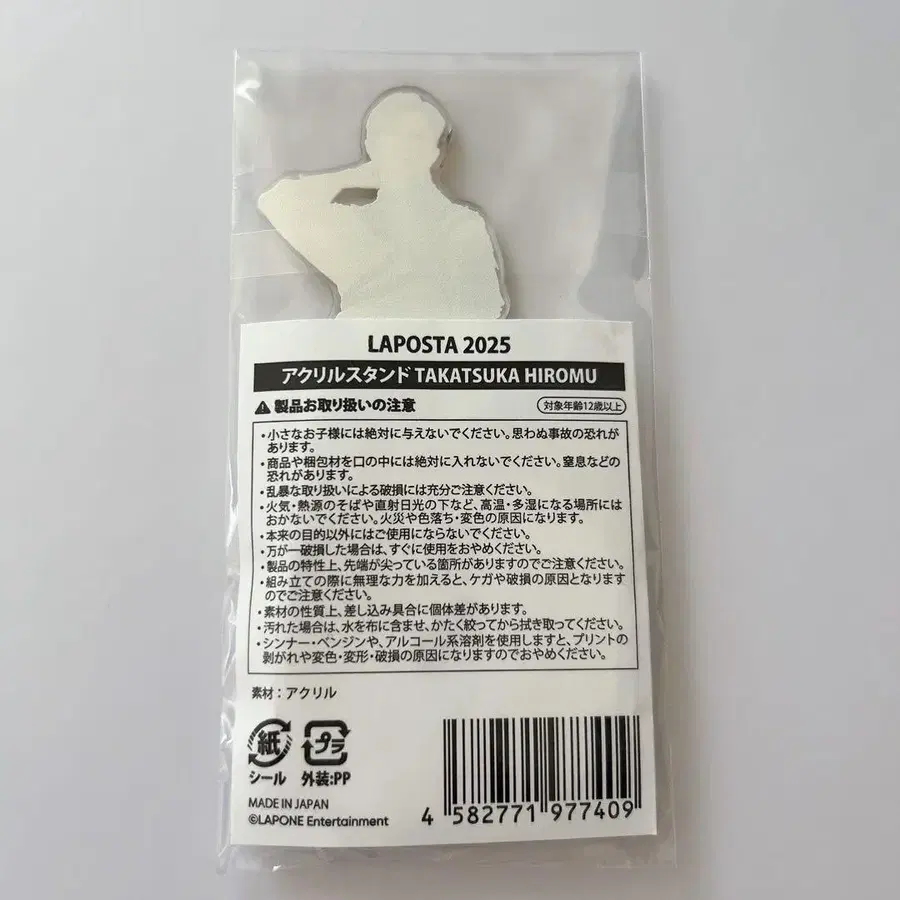 LAPOSTA 2025
アクリルスタンド TAKATSUKA HIROMU
製品お取り扱いの注意 対象年齢12歳以上
・小さなお子様には絶対に与えないでください。思わぬ事故の恐れが
あります。
・商品や梱包材を口の中には絶対に入れないでください。窒息などの
恐れがあります。
・乱暴な取り扱いによる破損には充分ご注意ください。
・火気・熱源のそばや直射日光の下など、高温・多湿になる場所には
おかないでください。火災や色落ち・変色の原因になります。
・本来の目的以外にはご使用にならないでください。
・万が一破損した場合は、すぐに使用をおやめください。
・製品の特性上、先端が尖っている箇所がありますのでご注意ください。
・組み立ての際に無理な力を加えると、ケガや破損の原因となります
のでご注意ください。
・素材の性質上、差し込み具合に個体差があります。
・汚れた場合は、水を布に含ませ、かたく絞ってから拭き取ってください。
・シンナー・ベンジンや、アルコール系溶剤を使用しますと、プリントの
剥がれや変色・変形・破損の原因になりますのでおやめください。
素材：アクリル
紙 プラ
シール 外装:PP
MADE IN JAPAN
©LAPONE Entertainment
4 582771 977409